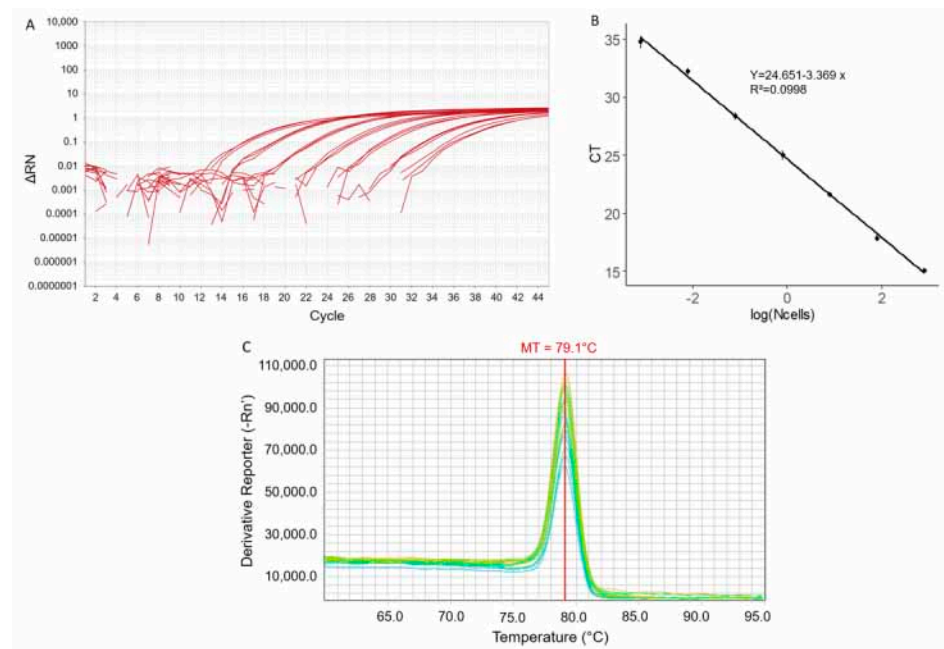 A
10,000
1000
100
10
1
0.1
0.01
0.001
0.0001
0.00001
0.0000001
ΔRN
2 4 6 8 10 12 14 16 18 20 22 24 26 28 30 32 34 36 38 40 42 44
Cycle
B
35
30
25
20
15
CT
Y=24.651-3.369 x
R²=0.0998
-2 0 2
log(Ncells)
C
MT = 79.1°C
110,000.0
90,000.0
70,000.0
50,000.0
30,000.0
10,000.0
Derivative Reporter (-Rn')
65.0 70.0 75.0 80.0 85.0 90.0 95.0
Temperature (°C)